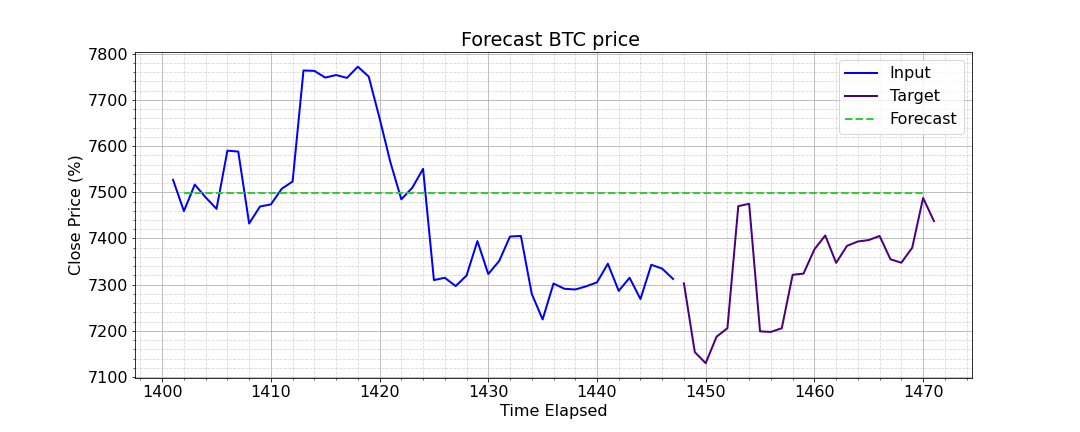 Forecast BTC price
Close Price (%)
7800
7700
7600
7500
7400
7300
7200
7100
1400 1410 1420 1430 1440 1450 1460 1470
Time Elapsed
Input
Target
Forecast